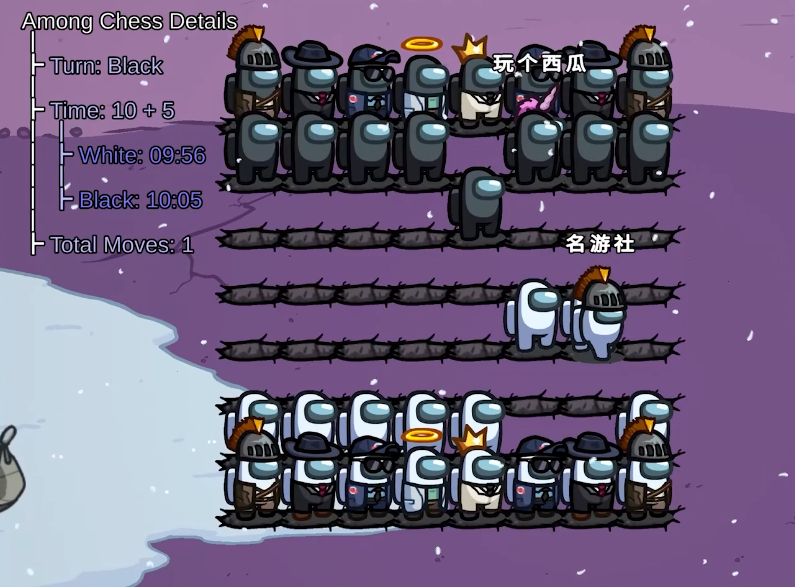 Among Chess Details
Turn: Black
玩个西瓜
Time: 10 + 5
White: 09:56
Black: 10:05
Total Moves: 1
名游社